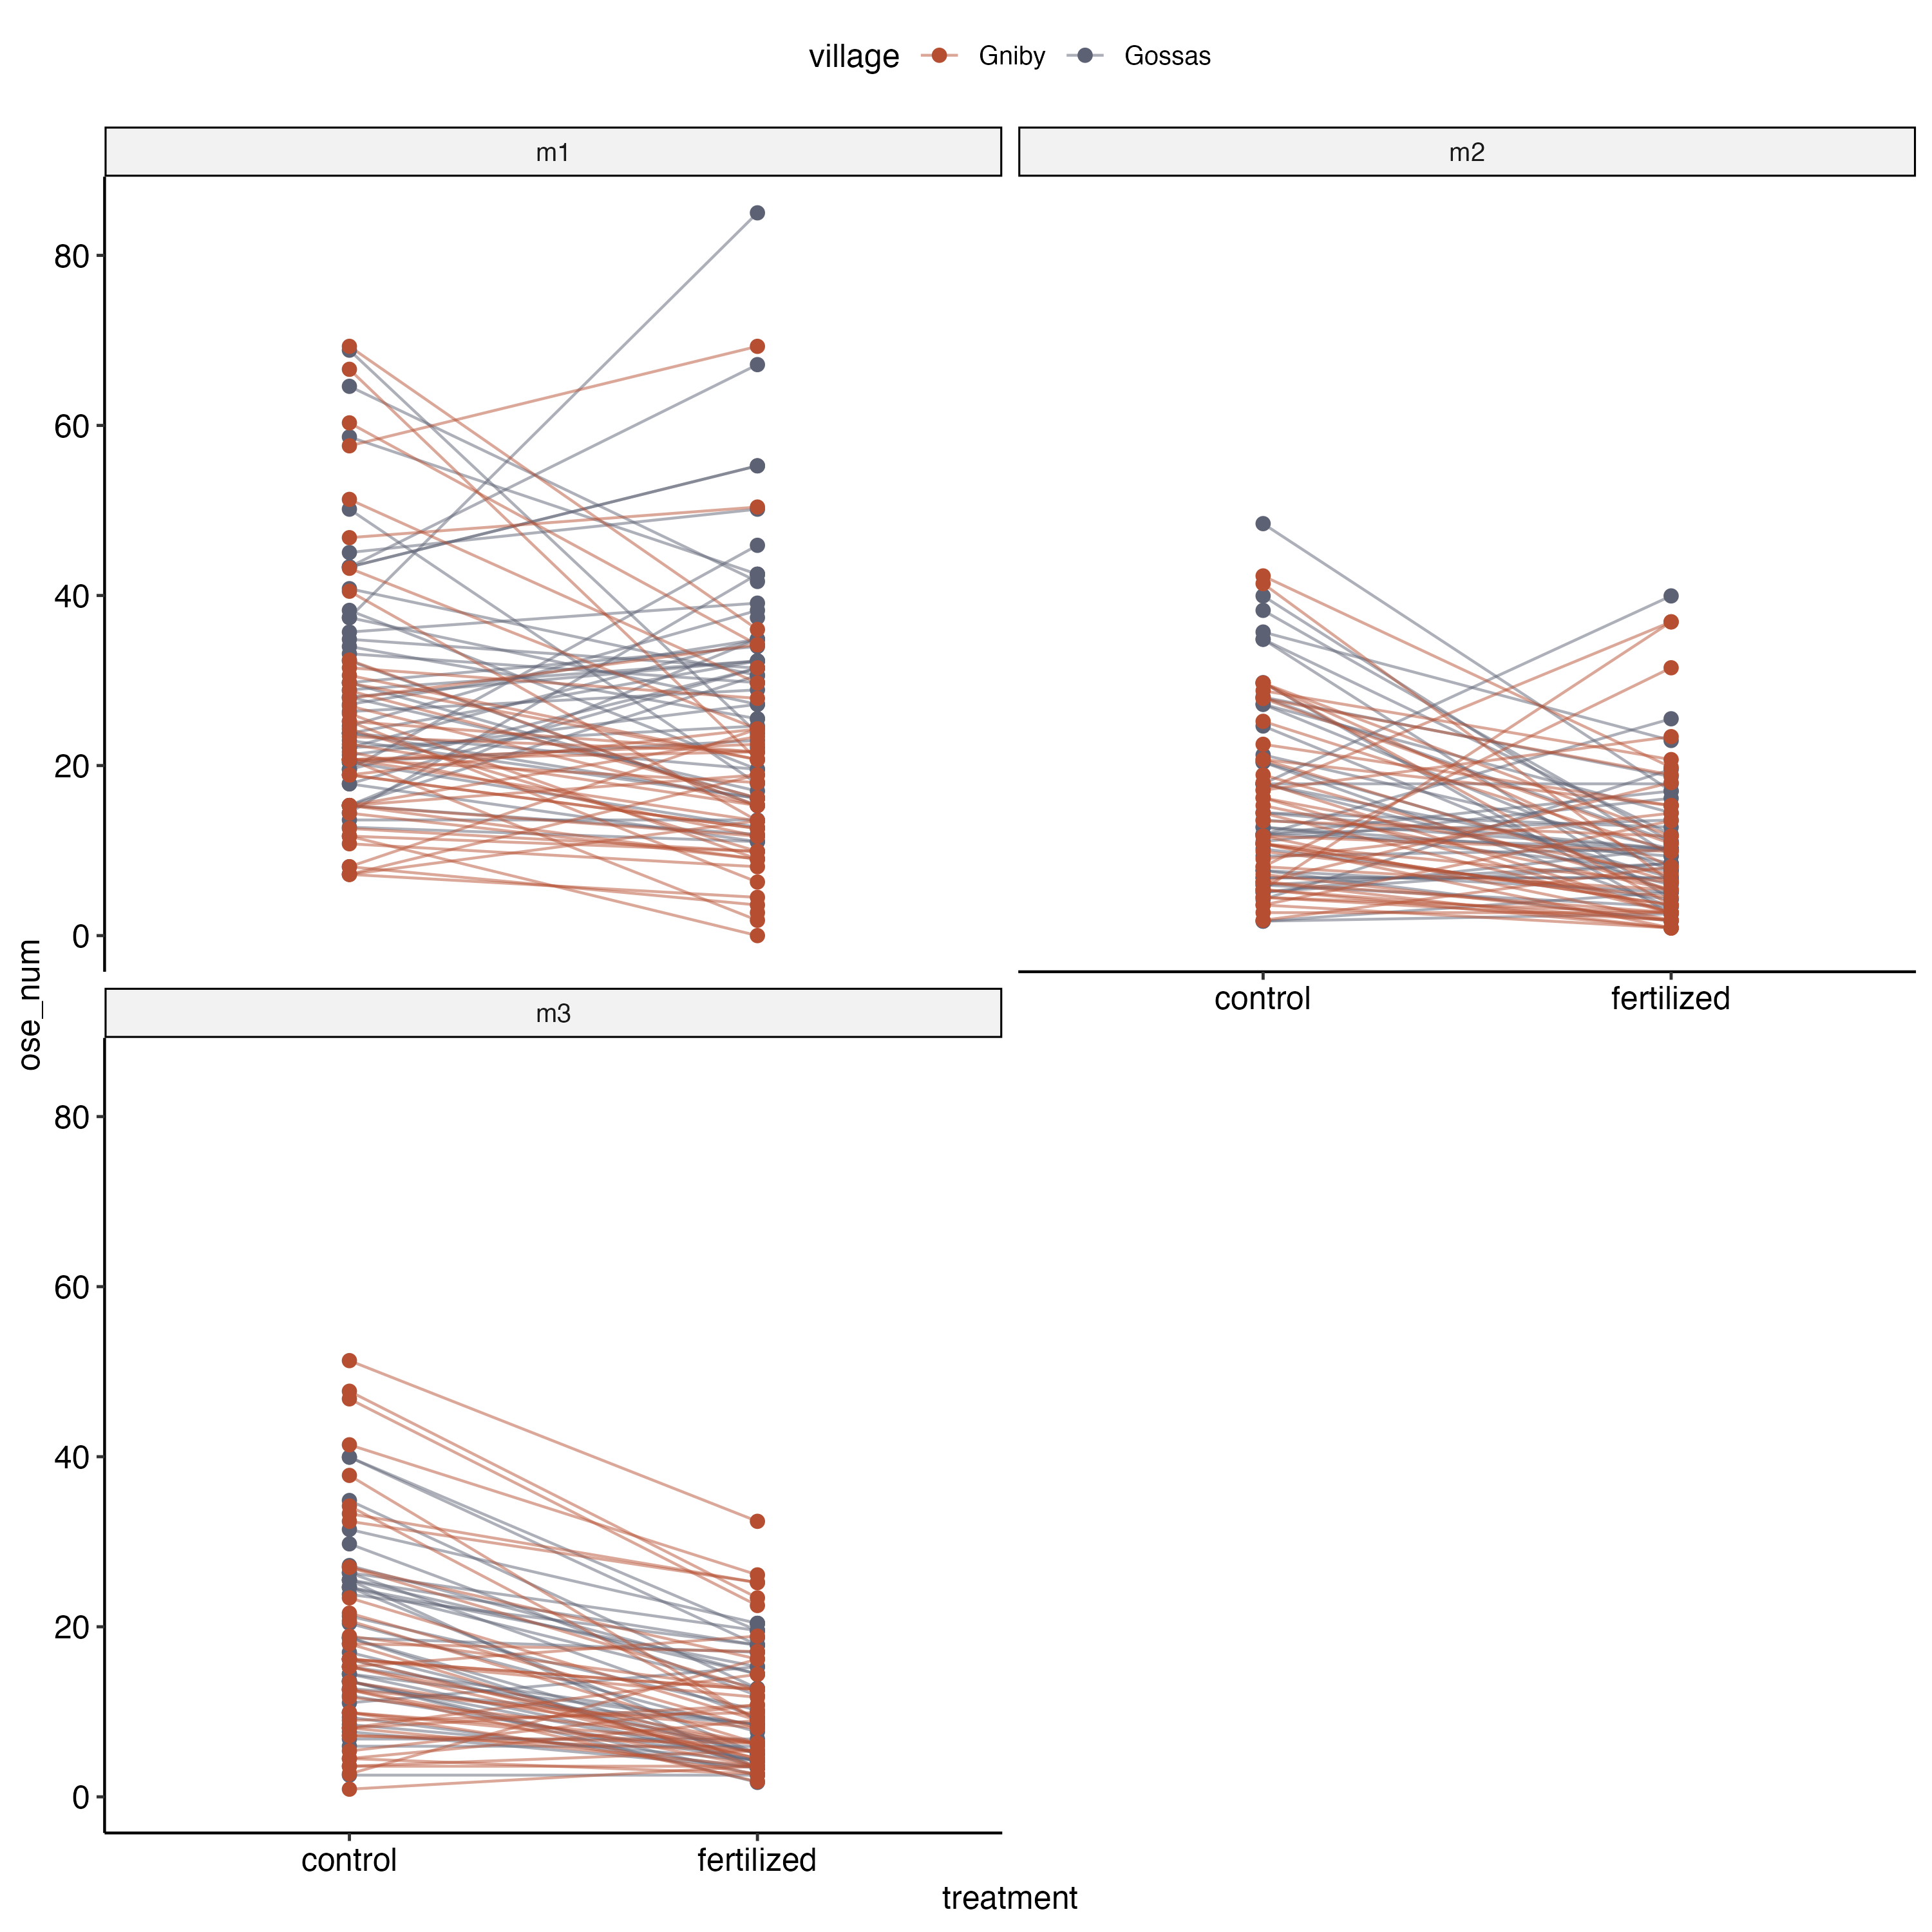 village Gniby Gossas
m1 m2
80
60
40
20
0
control fertilized
m3
ose_num
80
60
40
20
0
control fertilized
treatment